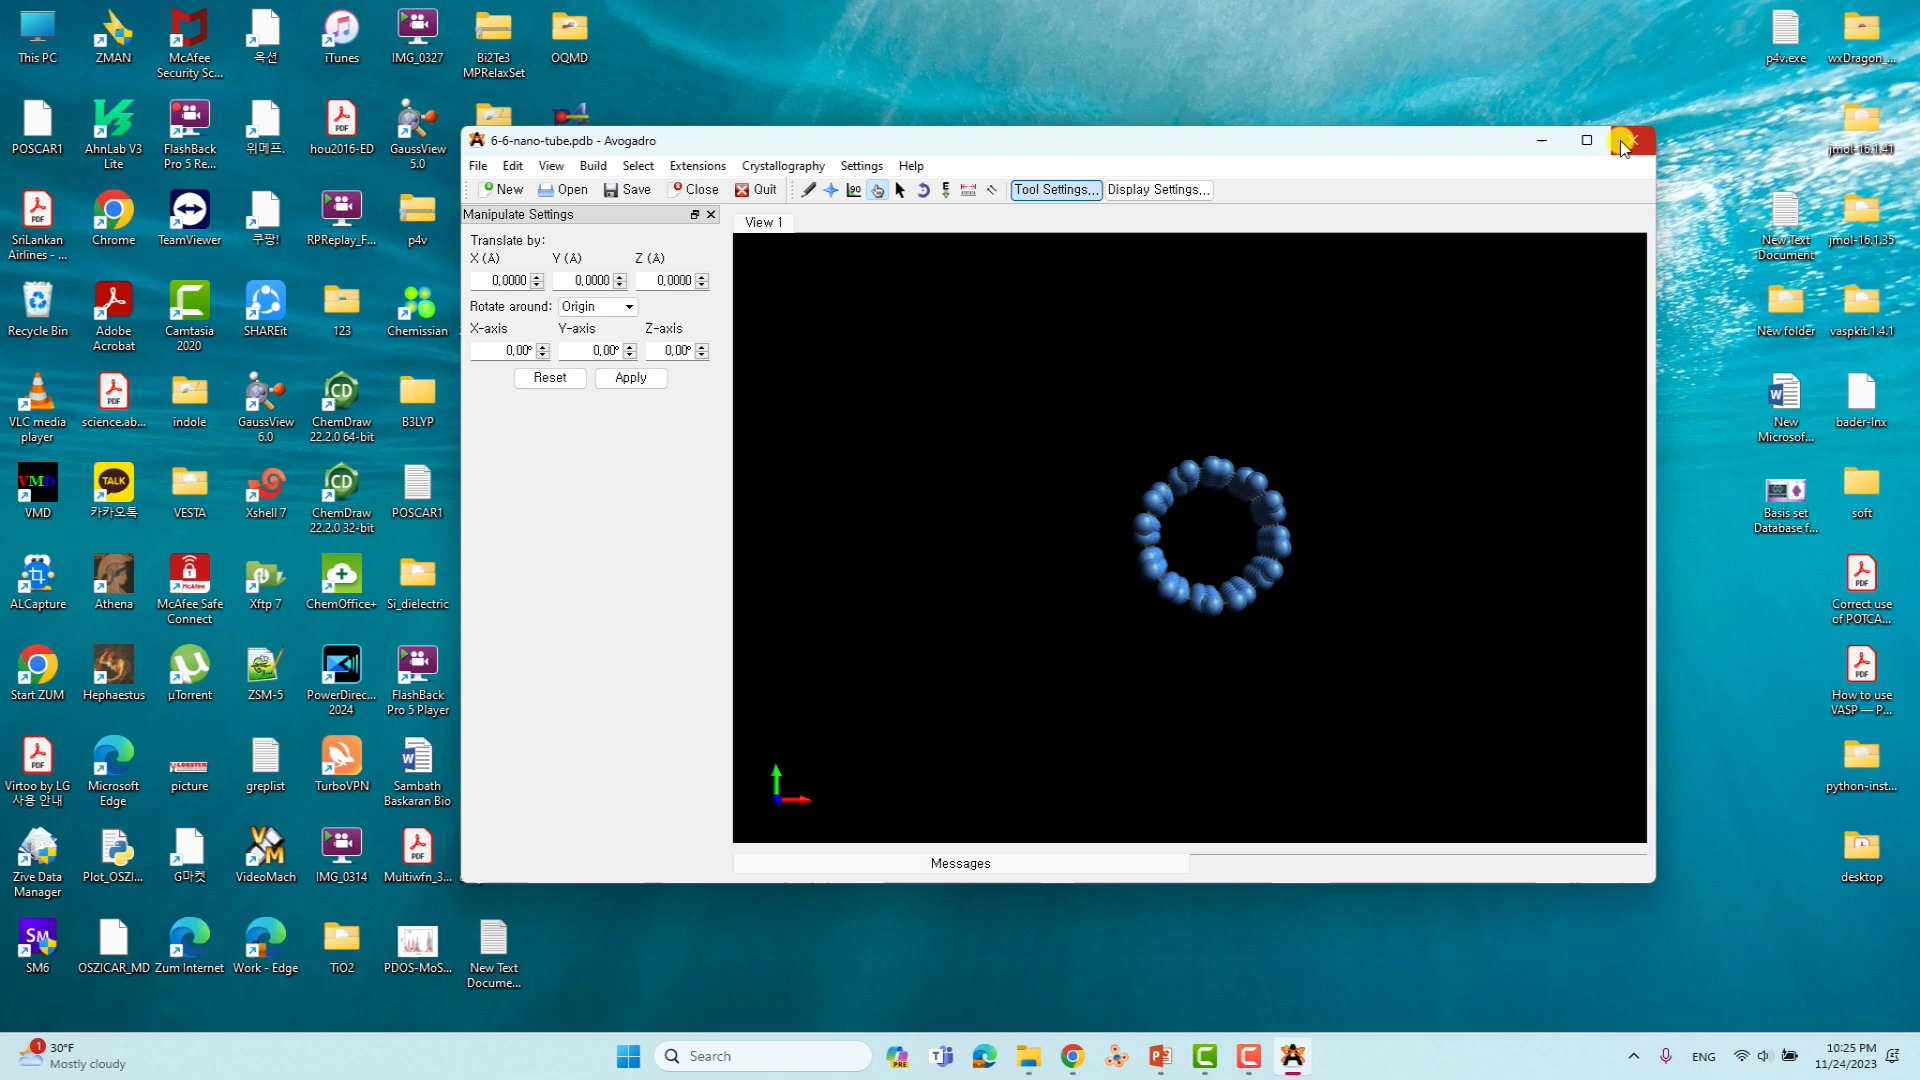 This PC
ZMAN
McAfee
Security Sc...
옥션
iTunes
IMG_0327
Bi2Te3
MPRelaxSet
OQMD
p4v.exe
wxDragon_...
POSCAR1
AhnLab V3
Lite
FlashBack
Pro 5 Re...
위메프.
hou2016-ED
GaussView
5.0
jmol-16.1.41
SriLankan
Airlines - ...
Chrome
TeamViewer
쿠팡!
RPReplay_F...
p4v
New Text
Document
jmol-16.1.35
Recycle Bin
Adobe
Acrobat
Camtasia
2020
SHAREit
123
Chemissian
New folder
vaspkit.1.4.1
VLC media
player
science.ab...
indole
GaussView
6.0
ChemDraw
22.2.0 64-bit
B3LYP
New
Microsof...
bader-lnx
VMD
카카오톡
VESTA
Xshell 7
ChemDraw
22.2.0 32-bit
POSCAR1
Basis set
Database f...
soft
ALCapture
Athena
McAfee Safe
Connect
Xftp 7
ChemOffice+
Si_dielectric
Correct use
of POTCA...
Start ZUM
Hephaestus
µTorrent
ZSM-5
PowerDirec...
2024
FlashBack
Pro 5 Player
How to use
VASP — P...
Virtoo by LG
사용 안내
Microsoft
Edge
picture
greplist
TurboVPN
Sambath
Baskaran Bio
python-inst...
Zive Data
Manager
Plot_OSZI...
G마켓
VideoMach
IMG_0314
Multiwfn_3...
desktop
SM6
OSZICAR_MD
Zum Internet
Work - Edge
TiO2
PDOS-MoS...
New Text
Docume...
6-6-nano-tube.pdb - Avogadro
File Edit View Build Select Extensions Crystallography Settings Help
New Open Save Close Quit Tool Settings... Display Settings...
Manipulate Settings
View 1
Translate by:
X (Å) Y (Å) Z (Å)
0,0000 0,0000 0,0000
Rotate around: Origin
X-axis Y-axis Z-axis
0,00° 0,00° 0,00°
Reset Apply
Messages
1
30°F
Mostly cloudy
Search
PRE
ENG
10:25 PM
11/24/2023